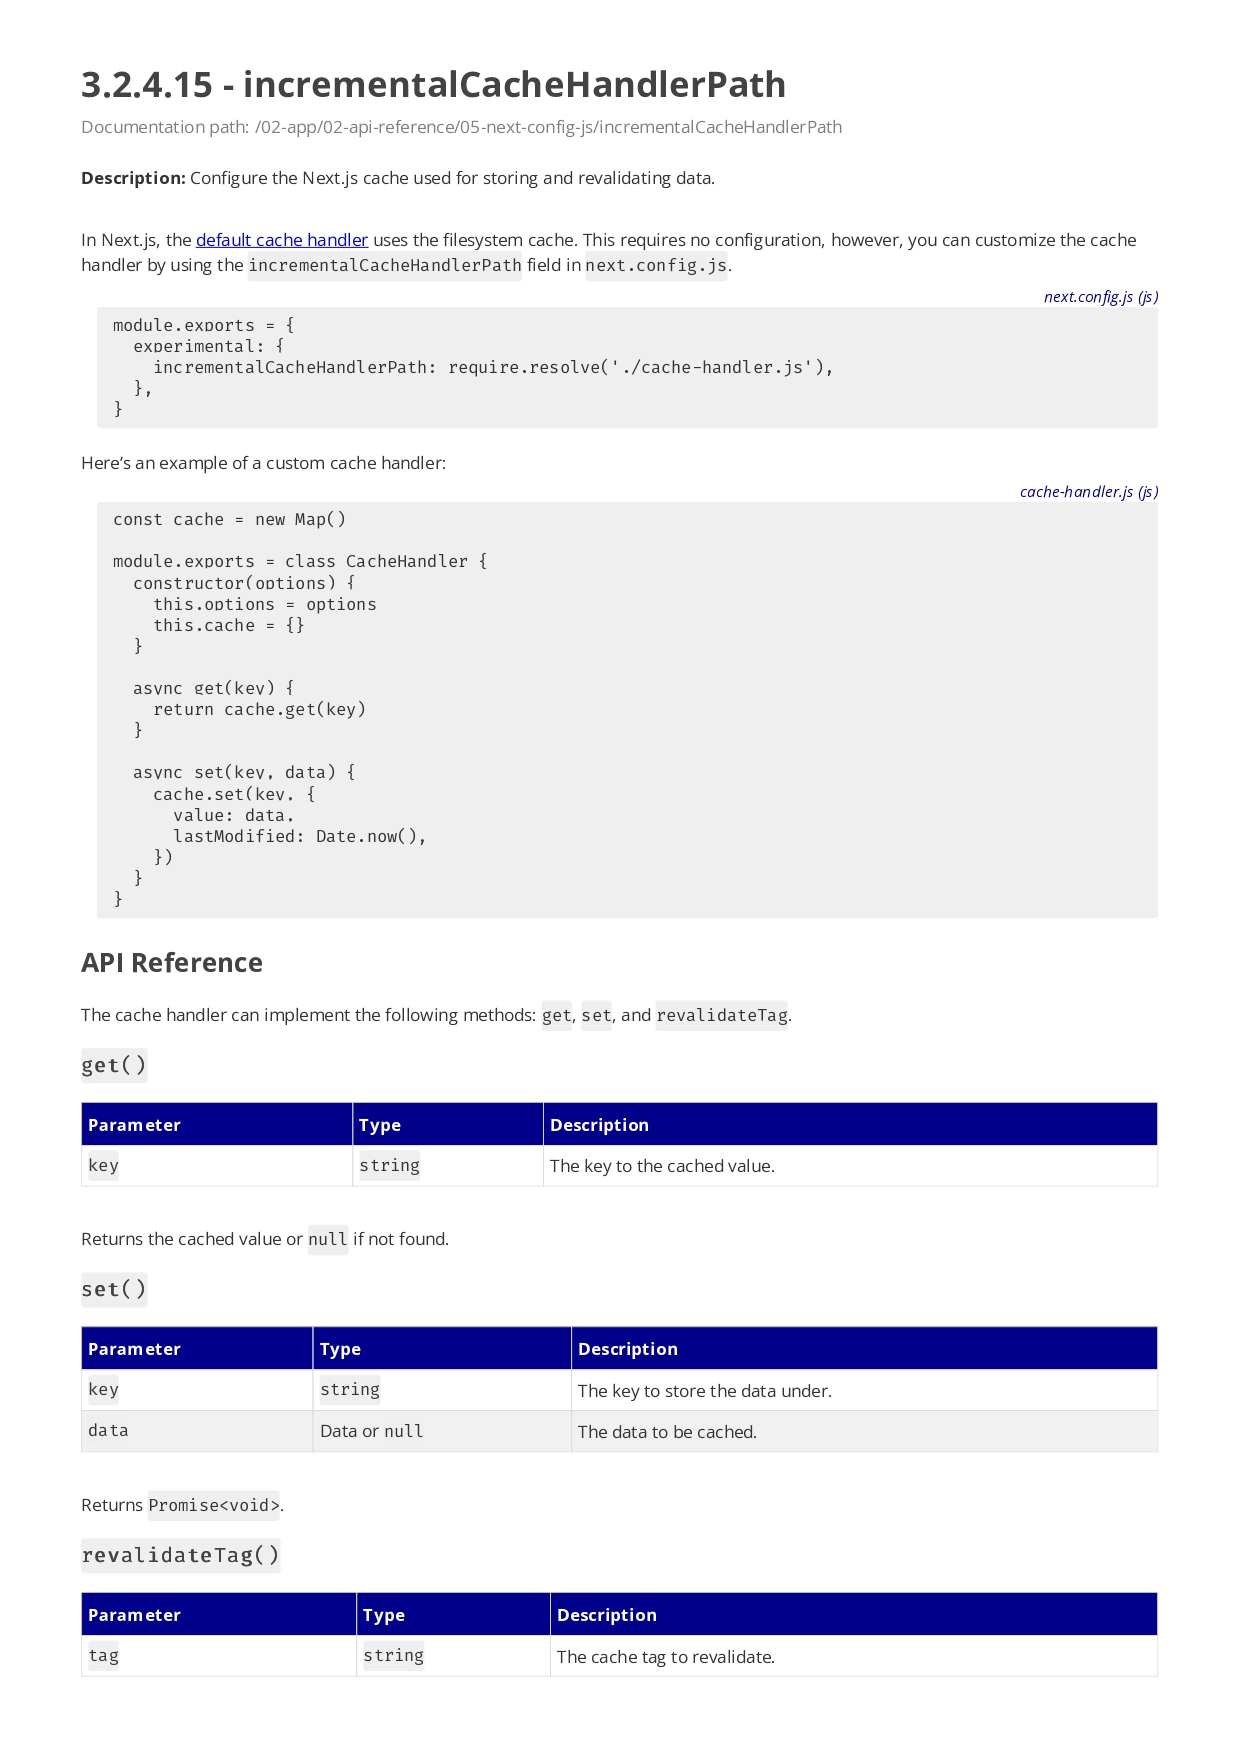 3.2.4.15 - incrementalCacheHandlerPath
Documentation path: /02-app/02-api-reference/05-next-config-js/incrementalCacheHandlerPath
Description: Configure the Next.js cache used for storing and revalidating data.
In Next.js, the default cache handler uses the filesystem cache. This requires no configuration, however, you can customize the cache
handler by using the incrementalCacheHandlerPath field in next.config.js.
next.config.js (js)
module.exports = {
  experimental: {
    incrementalCacheHandlerPath: require.resolve('./cache-handler.js'),
  },
}
Here’s an example of a custom cache handler:
cache-handler.js (js)
const cache = new Map()
module.exports = class CacheHandler {
  constructor(options) {
    this.options = options
    this.cache = {}
  }
  async get(key) {
    return cache.get(key)
  }
  async set(key, data) {
    cache.set(key, {
      value: data,
      lastModified: Date.now(),
    })
  }
}
API Reference
The cache handler can implement the following methods: get, set, and revalidateTag.
get()
Parameter Type Description
key string The key to the cached value.
Returns the cached value or null if not found.
set()
Parameter Type Description
key string The key to store the data under.
data Data or null The data to be cached.
Returns Promise<void>.
revalidateTag()
Parameter Type Description
tag string The cache tag to revalidate.